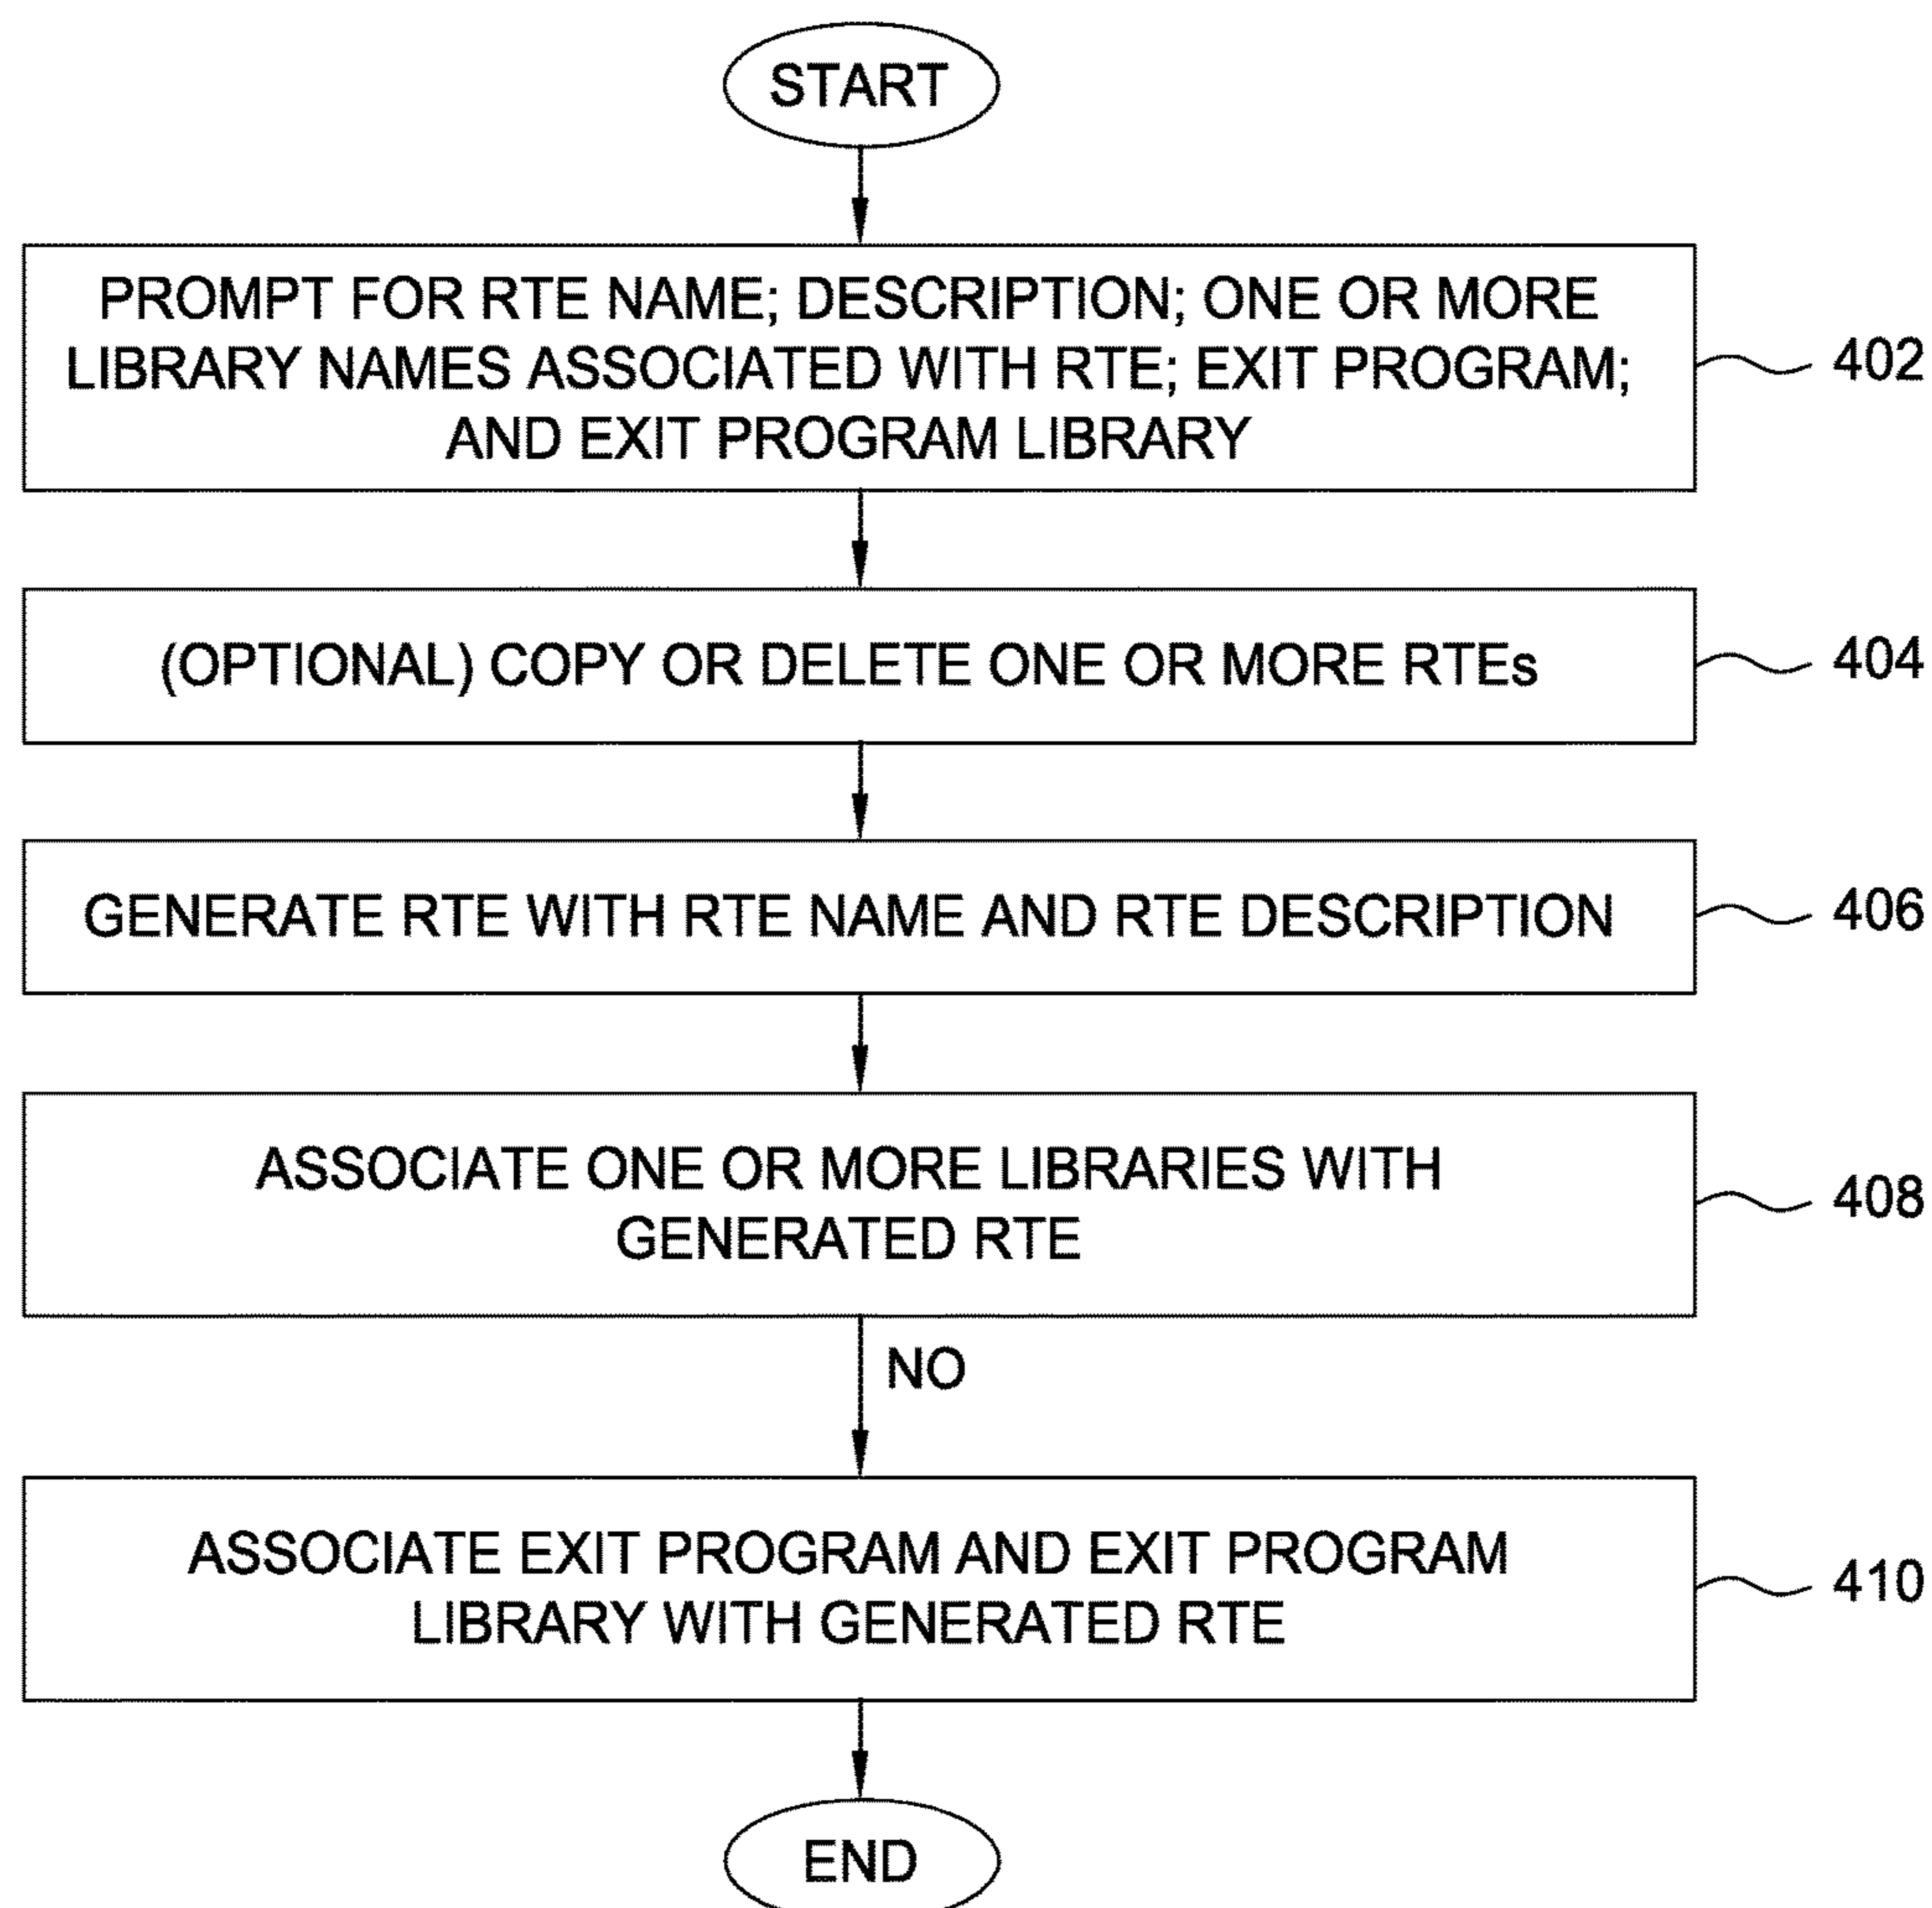 START
PROMPT FOR RTE NAME; DESCRIPTION; ONE OR MORE
LIBRARY NAMES ASSOCIATED WITH RTE; EXIT PROGRAM;
AND EXIT PROGRAM LIBRARY
402
(OPTIONAL) COPY OR DELETE ONE OR MORE RTEs
404
GENERATE RTE WITH RTE NAME AND RTE DESCRIPTION
406
ASSOCIATE ONE OR MORE LIBRARIES WITH
GENERATED RTE
408
NO
ASSOCIATE EXIT PROGRAM AND EXIT PROGRAM
LIBRARY WITH GENERATED RTE
410
END